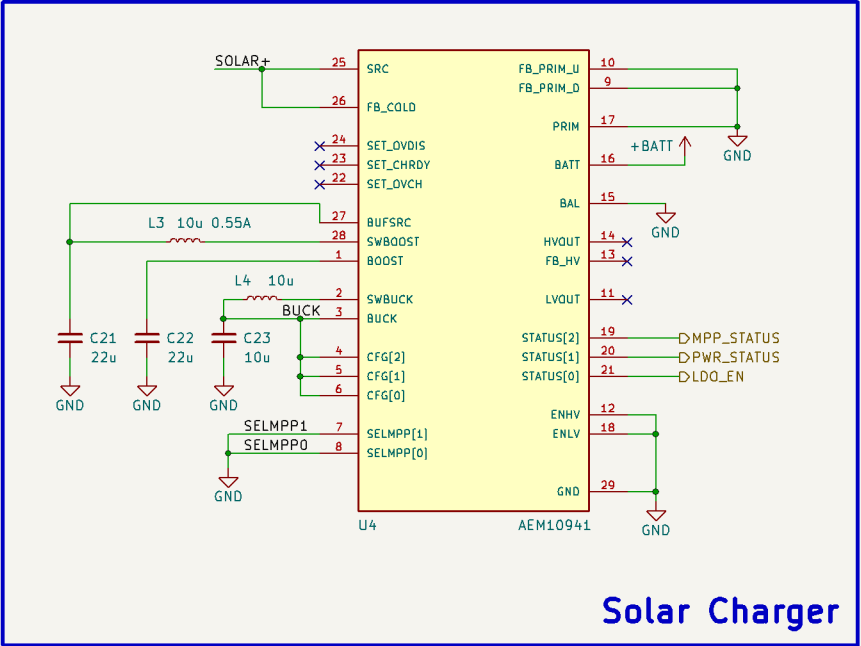 SOLAR+
25 SRC
26 FB_COLD
24 SET_OVDIS
23 SET_CHRDY
22 SET_OVCH
27 BUFSRC
28 SWBOOST
1 BOOST
2 SWBUCK
3 BUCK
4 CFG[2]
5 CFG[1]
6 CFG[0]
7 SELMPP[1]
8 SELMPP[0]
L3 10u 0.55A
L4 10u
BUCK
C21
22u
GND
C22
22u
GND
C23
10u
GND
SELMPP1
SELMPP0
GND
FB_PRIM_U 10
FB_PRIM_D 9
PRIM 17
GND
BATT 16
+BATT
BAL 15
GND
HVOUT 14
FB_HV 13
LVOUT 11
STATUS[2] 19 MPP_STATUS
STATUS[1] 20 PWR_STATUS
STATUS[0] 21 LDO_EN
ENHV 12
ENLV 18
GND 29
GND
U4
AEM10941
Solar Charger